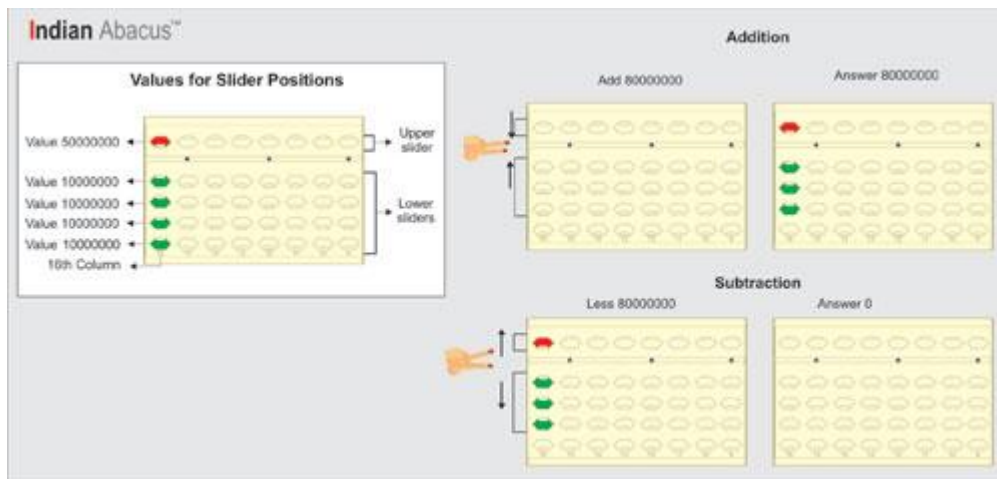 Indian Abacus™
Values for Slider Positions
Value 50000000
Value 10000000
Value 10000000
Value 10000000
Value 10000000
16th Column
Upper
slider
Lower
sliders
Addition
Add 80000000
Answer 80000000
Subtraction
Less 80000000
Answer 0